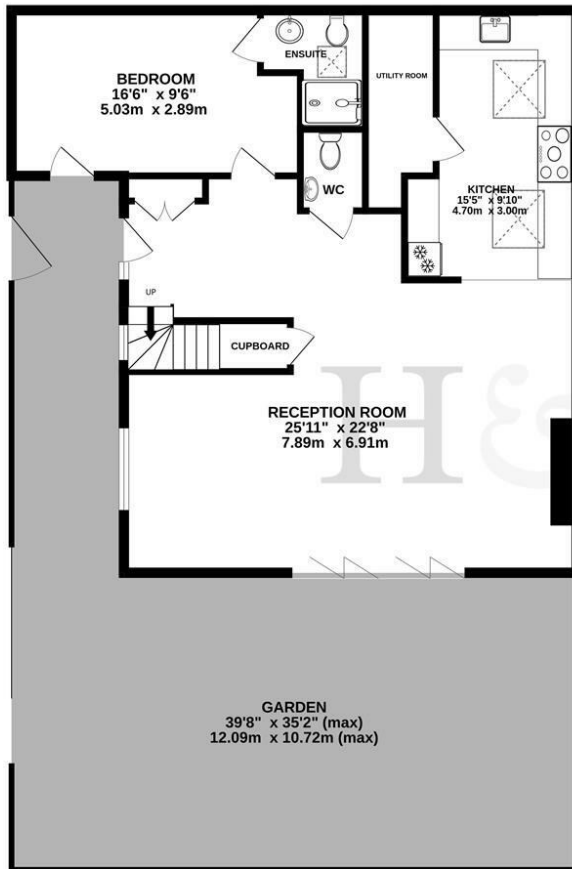 ENSUITE
BEDROOM
16'6" x 9'6"
5.03m x 2.89m
UTILITY ROOM
WC
KITCHEN
15'5" x 9'10"
4.70m x 3.00m
UP
CUPBOARD
RECEPTION ROOM
25'11" x 22'8"
7.89m x 6.91m
H&
GARDEN
39'8" x 35'2" (max)
12.09m x 10.72m (max)